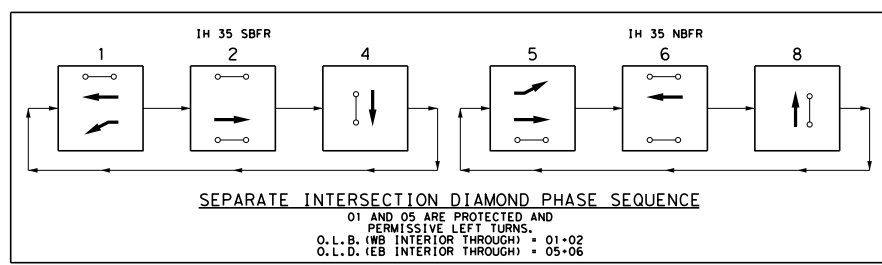 IH 35 SBFR
IH 35 NBFR
1 2 4 5 6 8
SEPARATE INTERSECTION DIAMOND PHASE SEQUENCE
01 AND 05 ARE PROTECTED AND
PERMISSIVE LEFT TURNS.
O.L.B. (WB INTERIOR THROUGH) = 01+02
O.L.D. (EB INTERIOR THROUGH) = 05+06